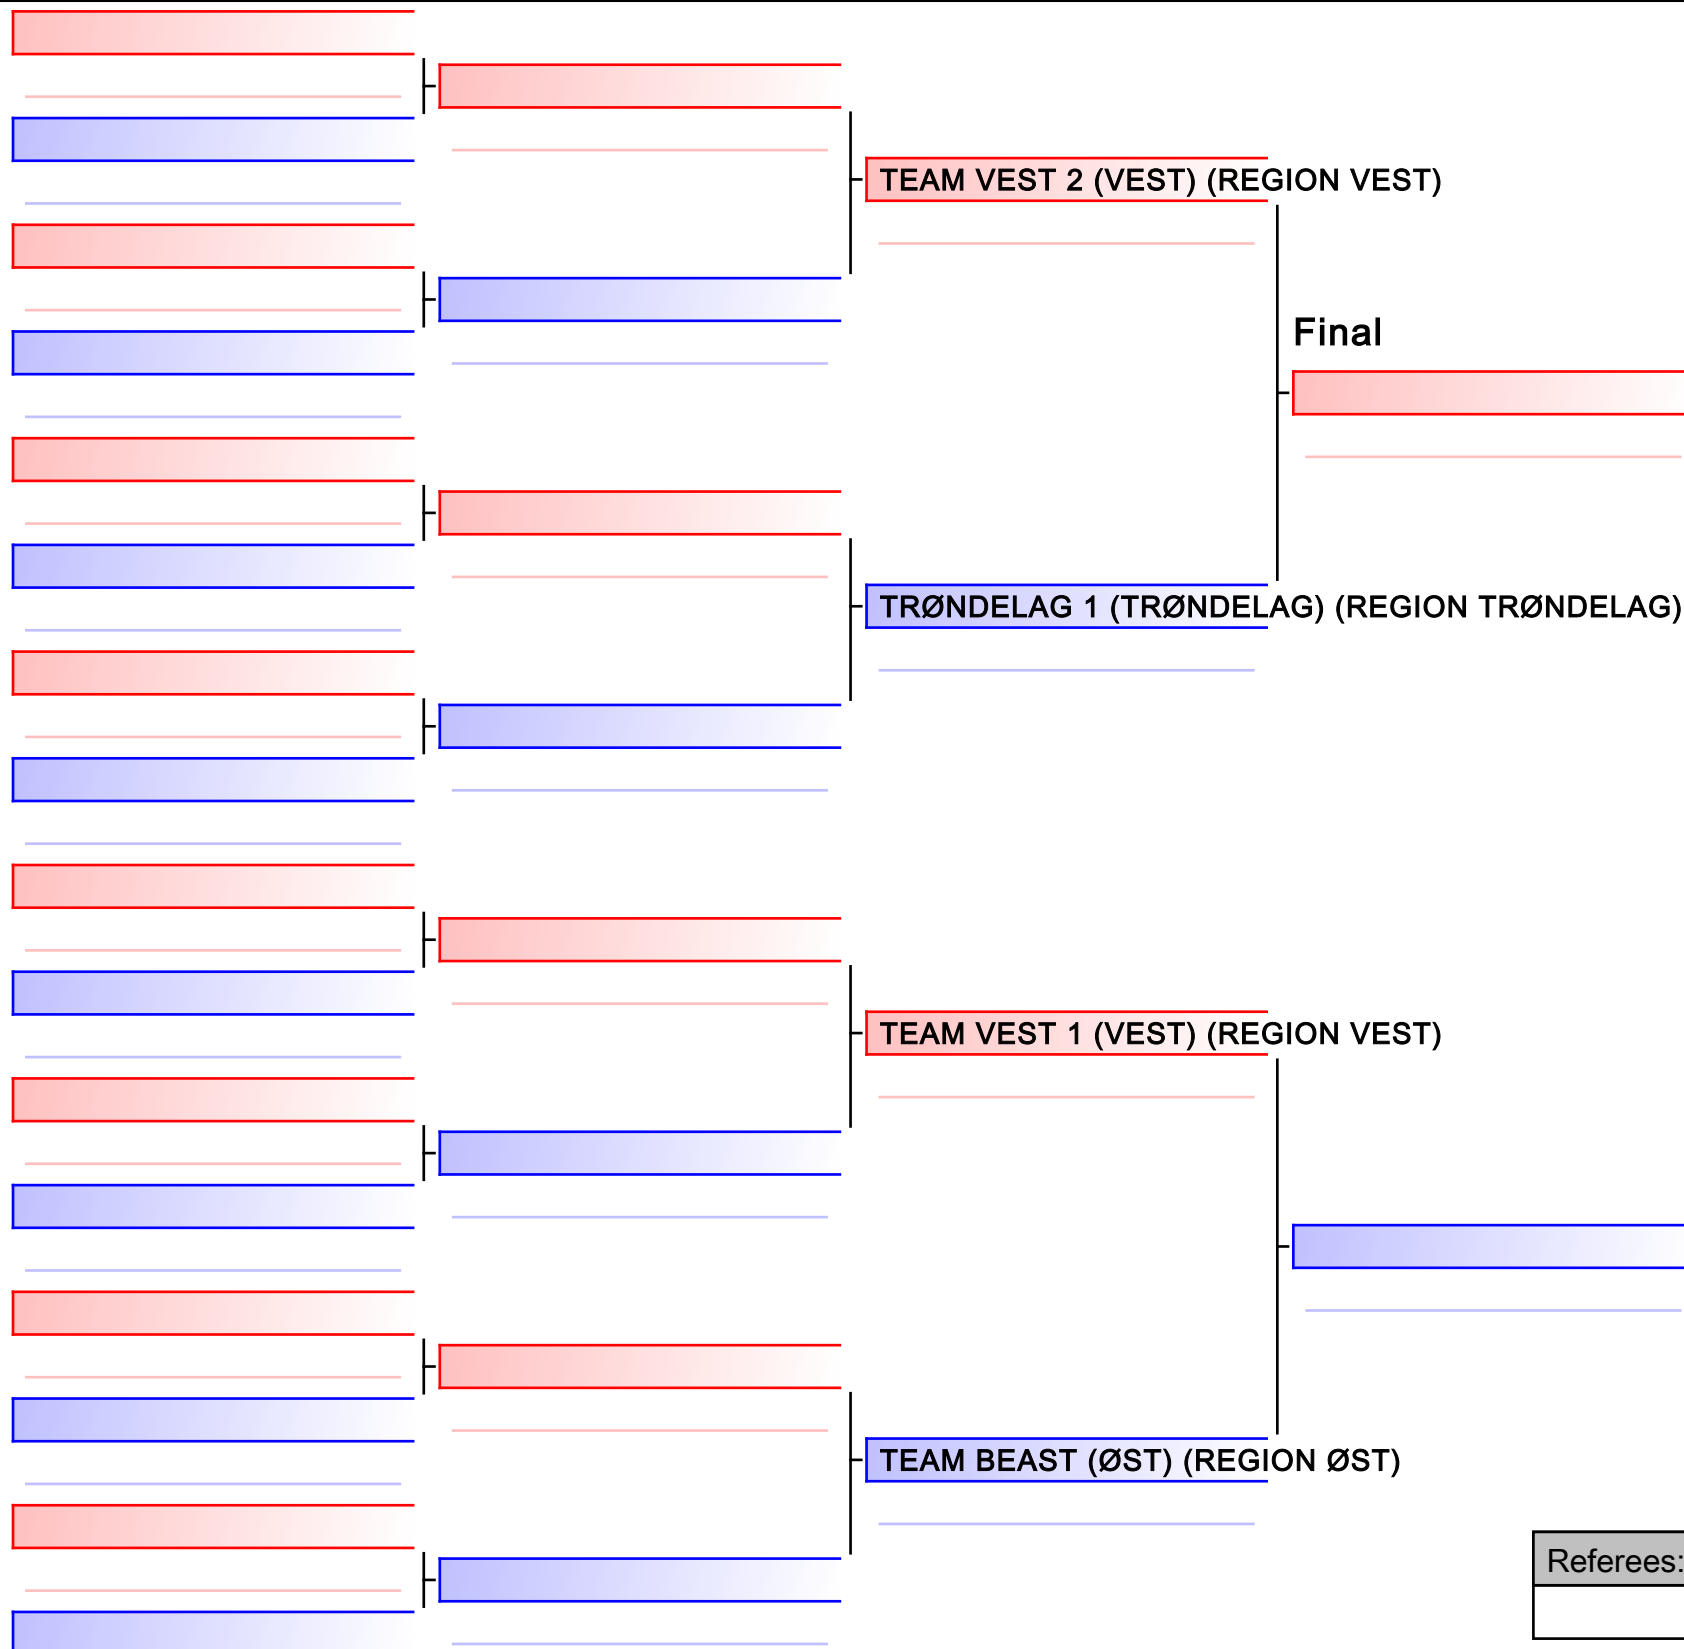 TEAM VEST 2 (VEST) (REGION VEST)
Final
TRØNDELAG 1 (TRØNDELAG) (REGION TRØNDELAG)
TEAM VEST 1 (VEST) (REGION VEST)
TEAM BEAST (ØST) (REGION ØST)
Referees: